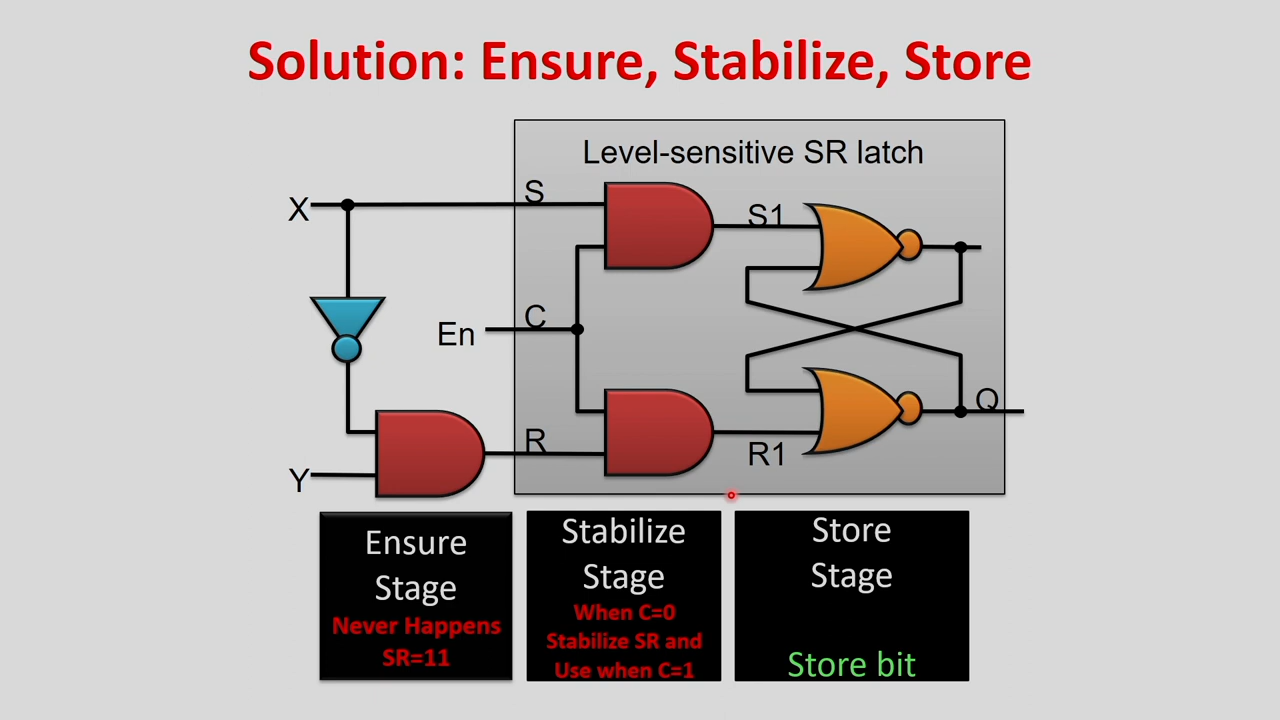 Solution: Ensure, Stabilize, Store
Level-sensitive SR latch
X
S
S1
En
C
Q
R
R1
Y
Ensure
Stage
Never Happens
SR=11
Stabilize
Stage
When C=0
Stabilize SR and
Use when C=1
Store
Stage
Store bit